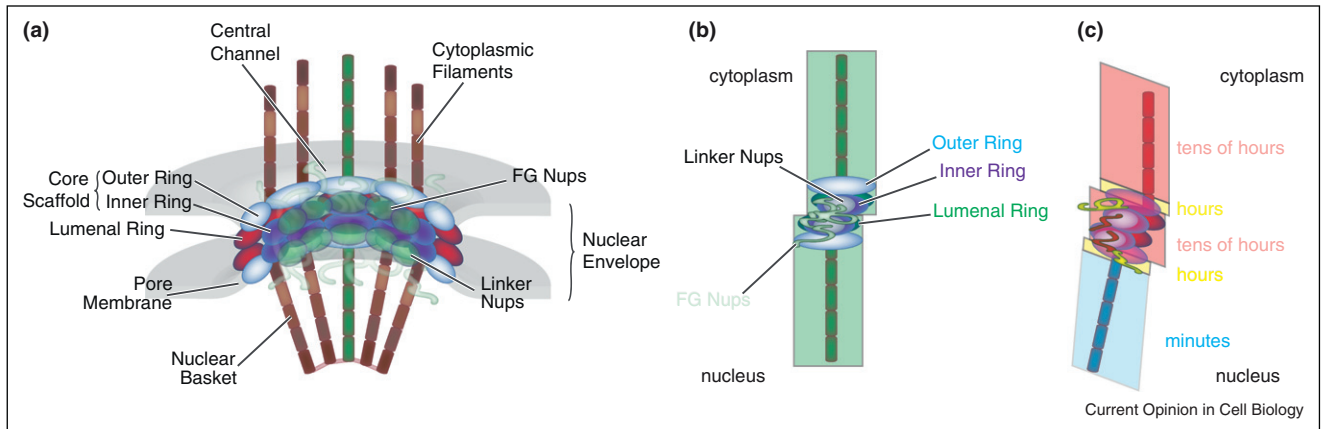 (a)
Central
Channel
Cytoplasmic
Filaments
Core
Scaffold
Outer Ring
Inner Ring
Lumenal Ring
Pore
Membrane
Nuclear
Basket
FG Nups
Nuclear
Envelope
Linker
Nups
(b)
cytoplasm
Linker Nups
Outer Ring
Inner Ring
Lumenal Ring
FG Nups
nucleus
(c)
cytoplasm
tens of hours
hours
tens of hours
hours
minutes
nucleus
Current Opinion in Cell Biology